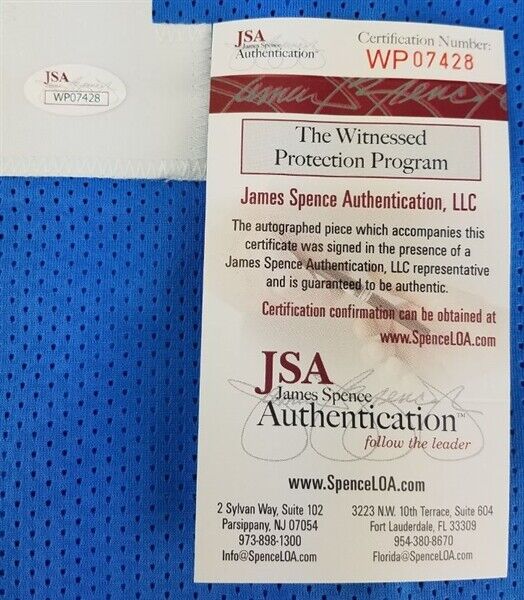 JSA
WP07428
JSA
James Spence
Authentication™
Certification Number:
WP07428
The Witnessed
Protection Program
James Spence Authentication, LLC
The autographed piece which accompanies this
certificate was signed in the presence of a
James Spence Authentication, LLC representative
and is guaranteed to be authentic.
Certification confirmation can be obtained at
www.SpenceLOA.com
JSA
James Spence
Authentication™
follow the leader
www.SpenceLOA.com
2 Sylvan Way, Suite 102
Parsippany, NJ 07054
973-898-1300
Info@SpenceLOA.com
3223 N.W. 10th Terrace, Suite 604
Fort Lauderdale, FL 33309
954-380-8670
Florida@SpenceLOA.com